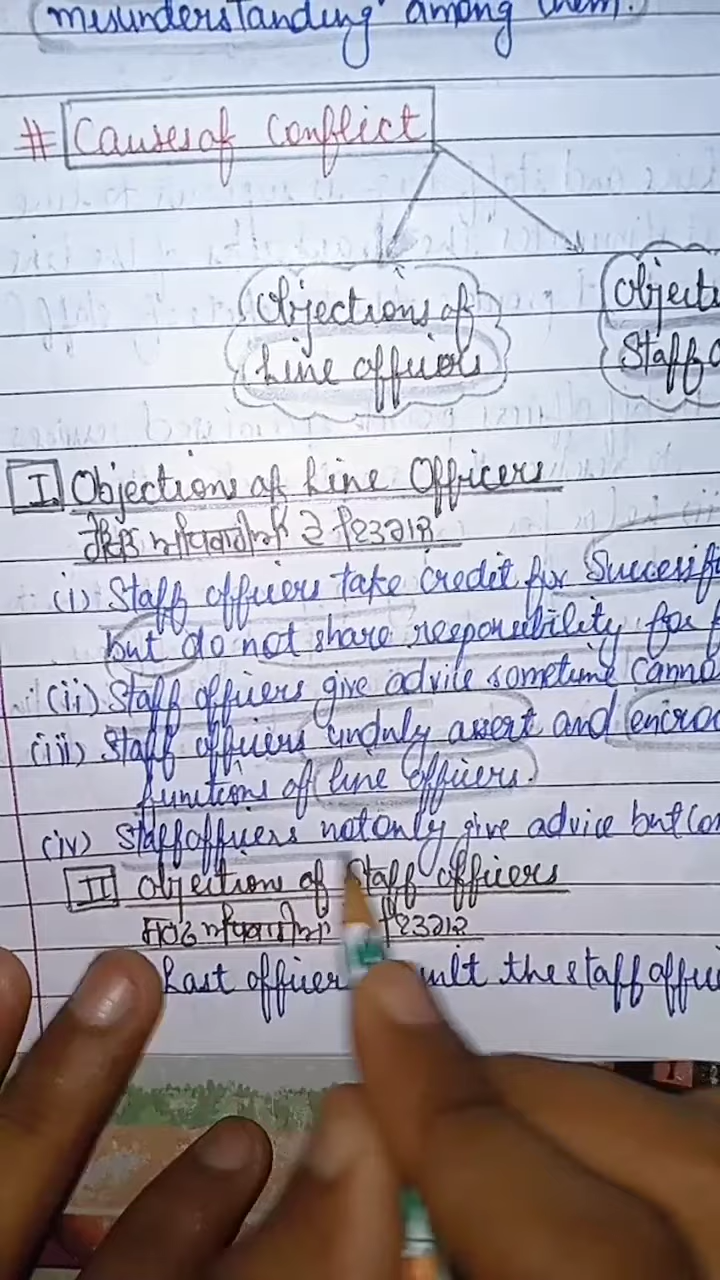 misunderstanding among them.
# Causes of Conflict
Objections of
Line officers
Objecti
Staff o
I. Objections of Line Officers
(i) Staff officers take credit for Successf
but do not share responsibility for f
(ii) Staff officers give advice sometime canno
(iii) Staff officers unduly assert and encroa
functions of line officers.
(iv) Staff officers not only give advice but (on
II Objection of Staff officers
officer the staff offic